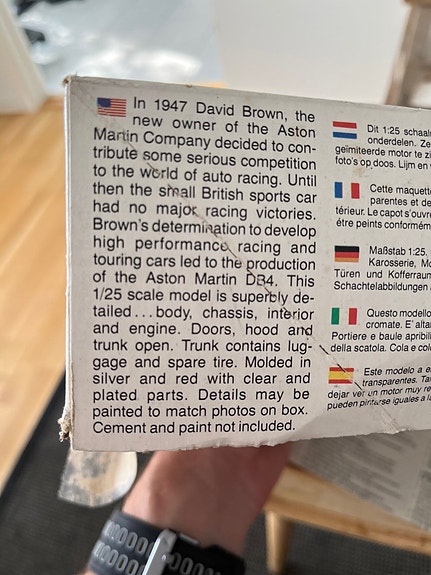 In 1947 David Brown, the
new owner of the Aston
Martin Company decided to con-
tribute some serious competition
to the world of auto racing. Until
then the small British sports car
had no major racing victories.
Brown's determination to develop
high performance racing and
touring cars led to the production
of the Aston Martin DB4. This
1/25 scale model is superbly de-
tailed...body, chassis, interior
and engine. Doors, hood and
trunk open. Trunk contains lug-
gage and spare tire. Molded in
silver and red with clear and
plated parts. Details may be
painted to match photos on box.
Cement and paint not included.
Dit 1:25 schaal
onderdelen. Ze
geïmiteerde motor te zi
foto's op doos. Lijm en
Cette maquette
parentes et de
térieur. Le capot s'ouvr
être peints conformém
Maßstab 1:25.
Karosserie, Mo
Türen und Kofferraum
Schachtelabbildungen
Questo modello
cromate. E' alt
Portiere e baule apribil
della scatola. Cola e col
Este modelo a e
transparentes. Ta
dejar ver un motor muy re
pueden pintarse iguales a la